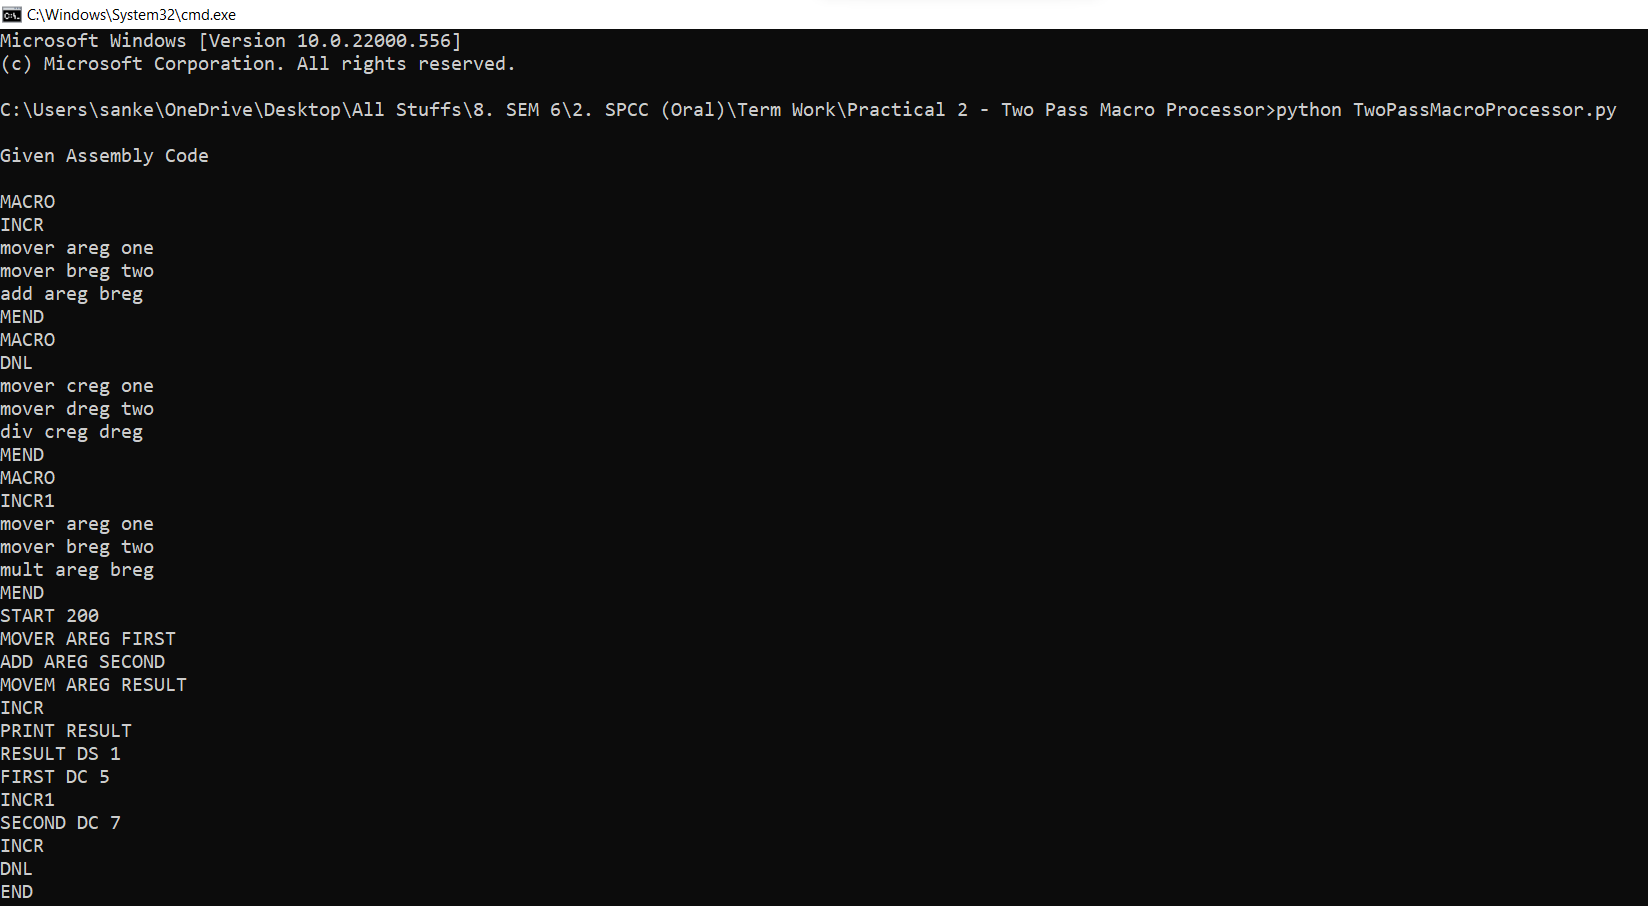 C:\Windows\System32\cmd.exe
Microsoft Windows [Version 10.0.22000.556]
(c) Microsoft Corporation. All rights reserved.
C:\Users\sanke\OneDrive\Desktop\All Stuffs\8. SEM 6\2. SPCC (Oral)\Term Work\Practical 2 - Two Pass Macro Processor>python TwoPassMacroProcessor.py
Given Assembly Code
MACRO
INCR
mover areg one
mover breg two
add areg breg
MEND
MACRO
DNL
mover creg one
mover dreg two
div creg dreg
MEND
MACRO
INCR1
mover areg one
mover breg two
mult areg breg
MEND
START 200
MOVER AREG FIRST
ADD AREG SECOND
MOVEM AREG RESULT
INCR
PRINT RESULT
RESULT DS 1
FIRST DC 5
INCR1
SECOND DC 7
INCR
DNL
END